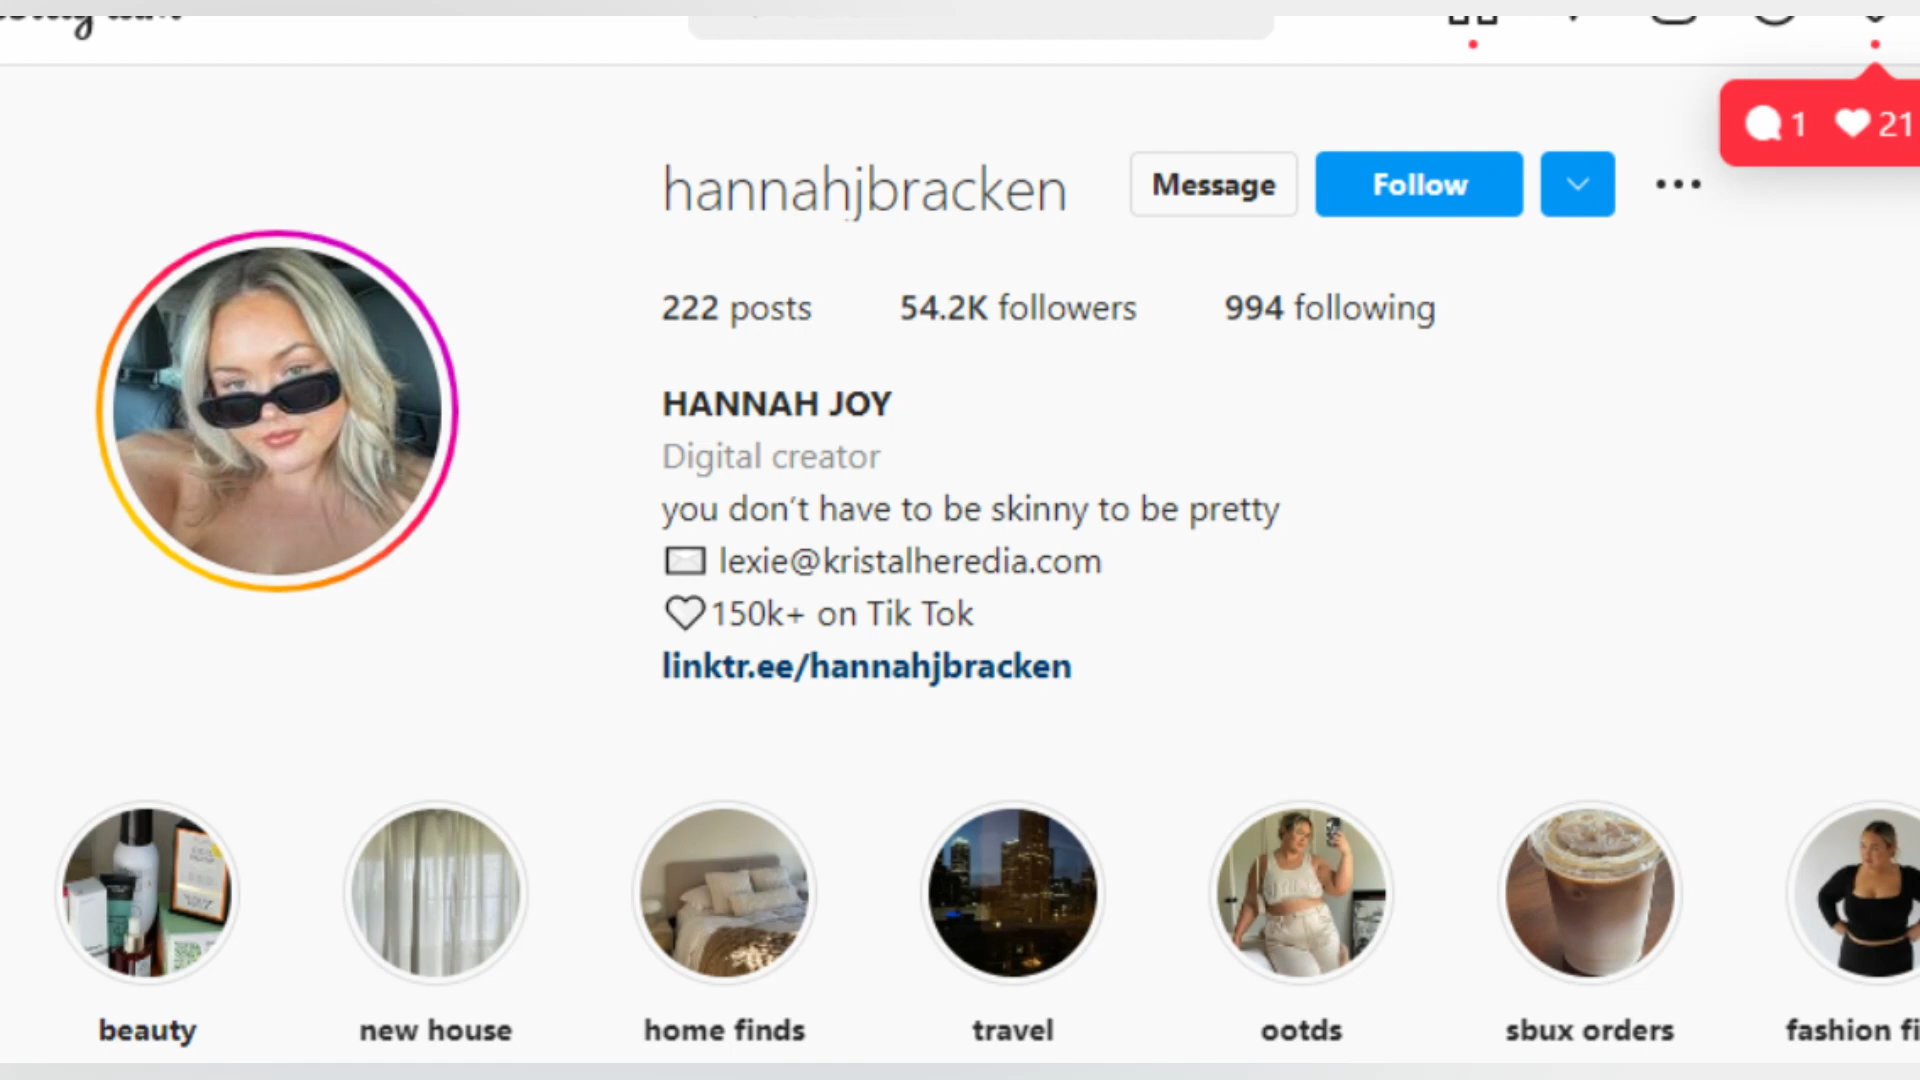 1 21
hannahjbracken Message Follow
222 posts 54.2K followers 994 following
HANNAH JOY
Digital creator
you don’t have to be skinny to be pretty
lexie@kristalheredia.com
150k+ on Tik Tok
linktr.ee/hannahjbracken
beauty new house home finds travel ootds sbux orders fashion fi